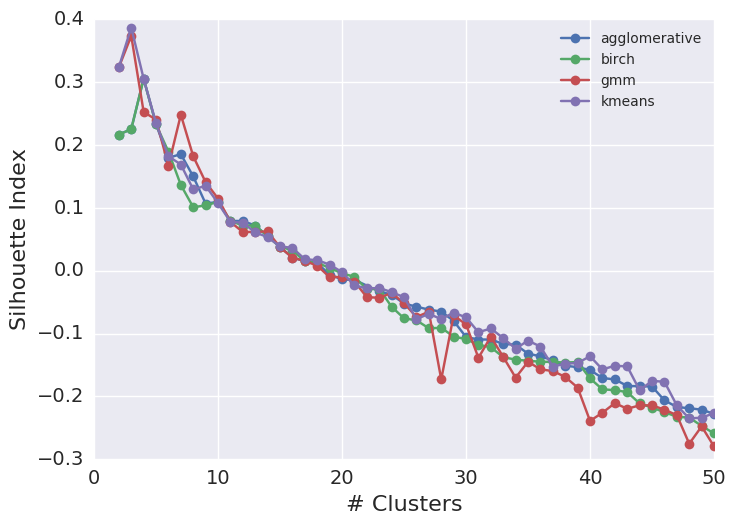 0.4
0.3
0.2
0.1
0.0
−0.1
−0.2
−0.3
Silhouette Index
agglomerative
birch
gmm
kmeans
0 10 20 30 40 50
# Clusters